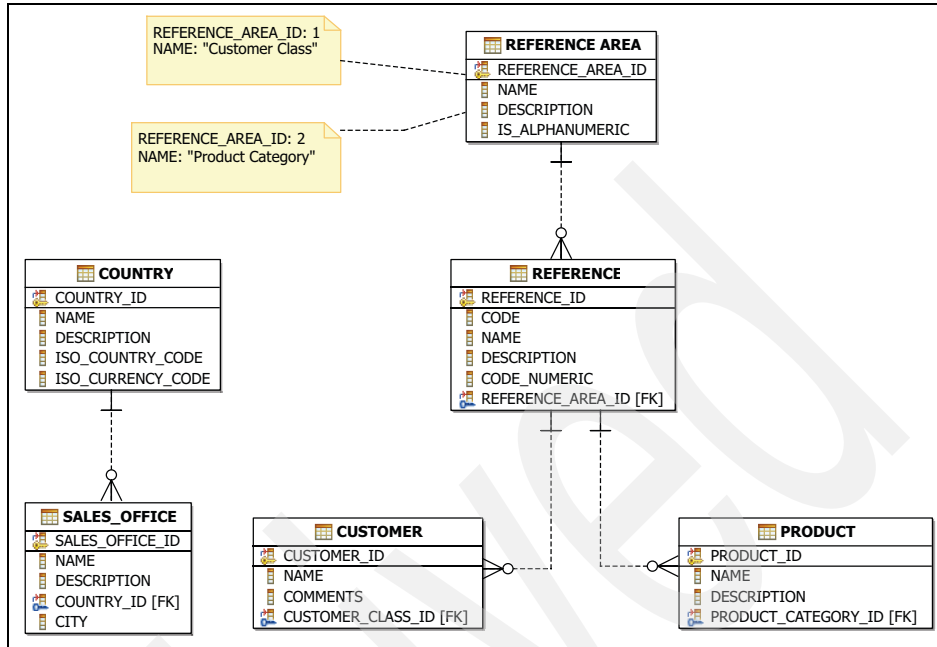 REFERENCE_AREA_ID: 1
NAME: "Customer Class"
REFERENCE_AREA_ID: 2
NAME: "Product Category"
REFERENCE AREA
REFERENCE_AREA_ID
NAME
DESCRIPTION
IS_ALPHANUMERIC
COUNTRY
COUNTRY_ID
NAME
DESCRIPTION
ISO_COUNTRY_CODE
ISO_CURRENCY_CODE
REFERENCE
REFERENCE_ID
CODE
NAME
DESCRIPTION
CODE_NUMERIC
REFERENCE_AREA_ID [FK]
SALES_OFFICE
SALES_OFFICE_ID
NAME
DESCRIPTION
COUNTRY_ID [FK]
CITY
CUSTOMER
CUSTOMER_ID
NAME
COMMENTS
CUSTOMER_CLASS_ID [FK]
PRODUCT
PRODUCT_ID
NAME
DESCRIPTION
PRODUCT_CATEGORY_ID [FK]